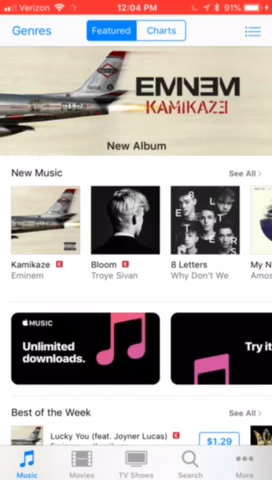 Verizon 12:04 PM 91%
Genres Featured Charts
EMINEM
KAMIKAZE
New Album
New Music See All >
Kamikaze E Bloom E 8 Letters My N
Eminem Troye Sivan Why Don't We Amos
MUSIC
Unlimited
downloads.
Try it
Best of the Week See All >
Lucky You (feat. Joyner Lucas) E
$1.29
Music Movies TV Shows Search More